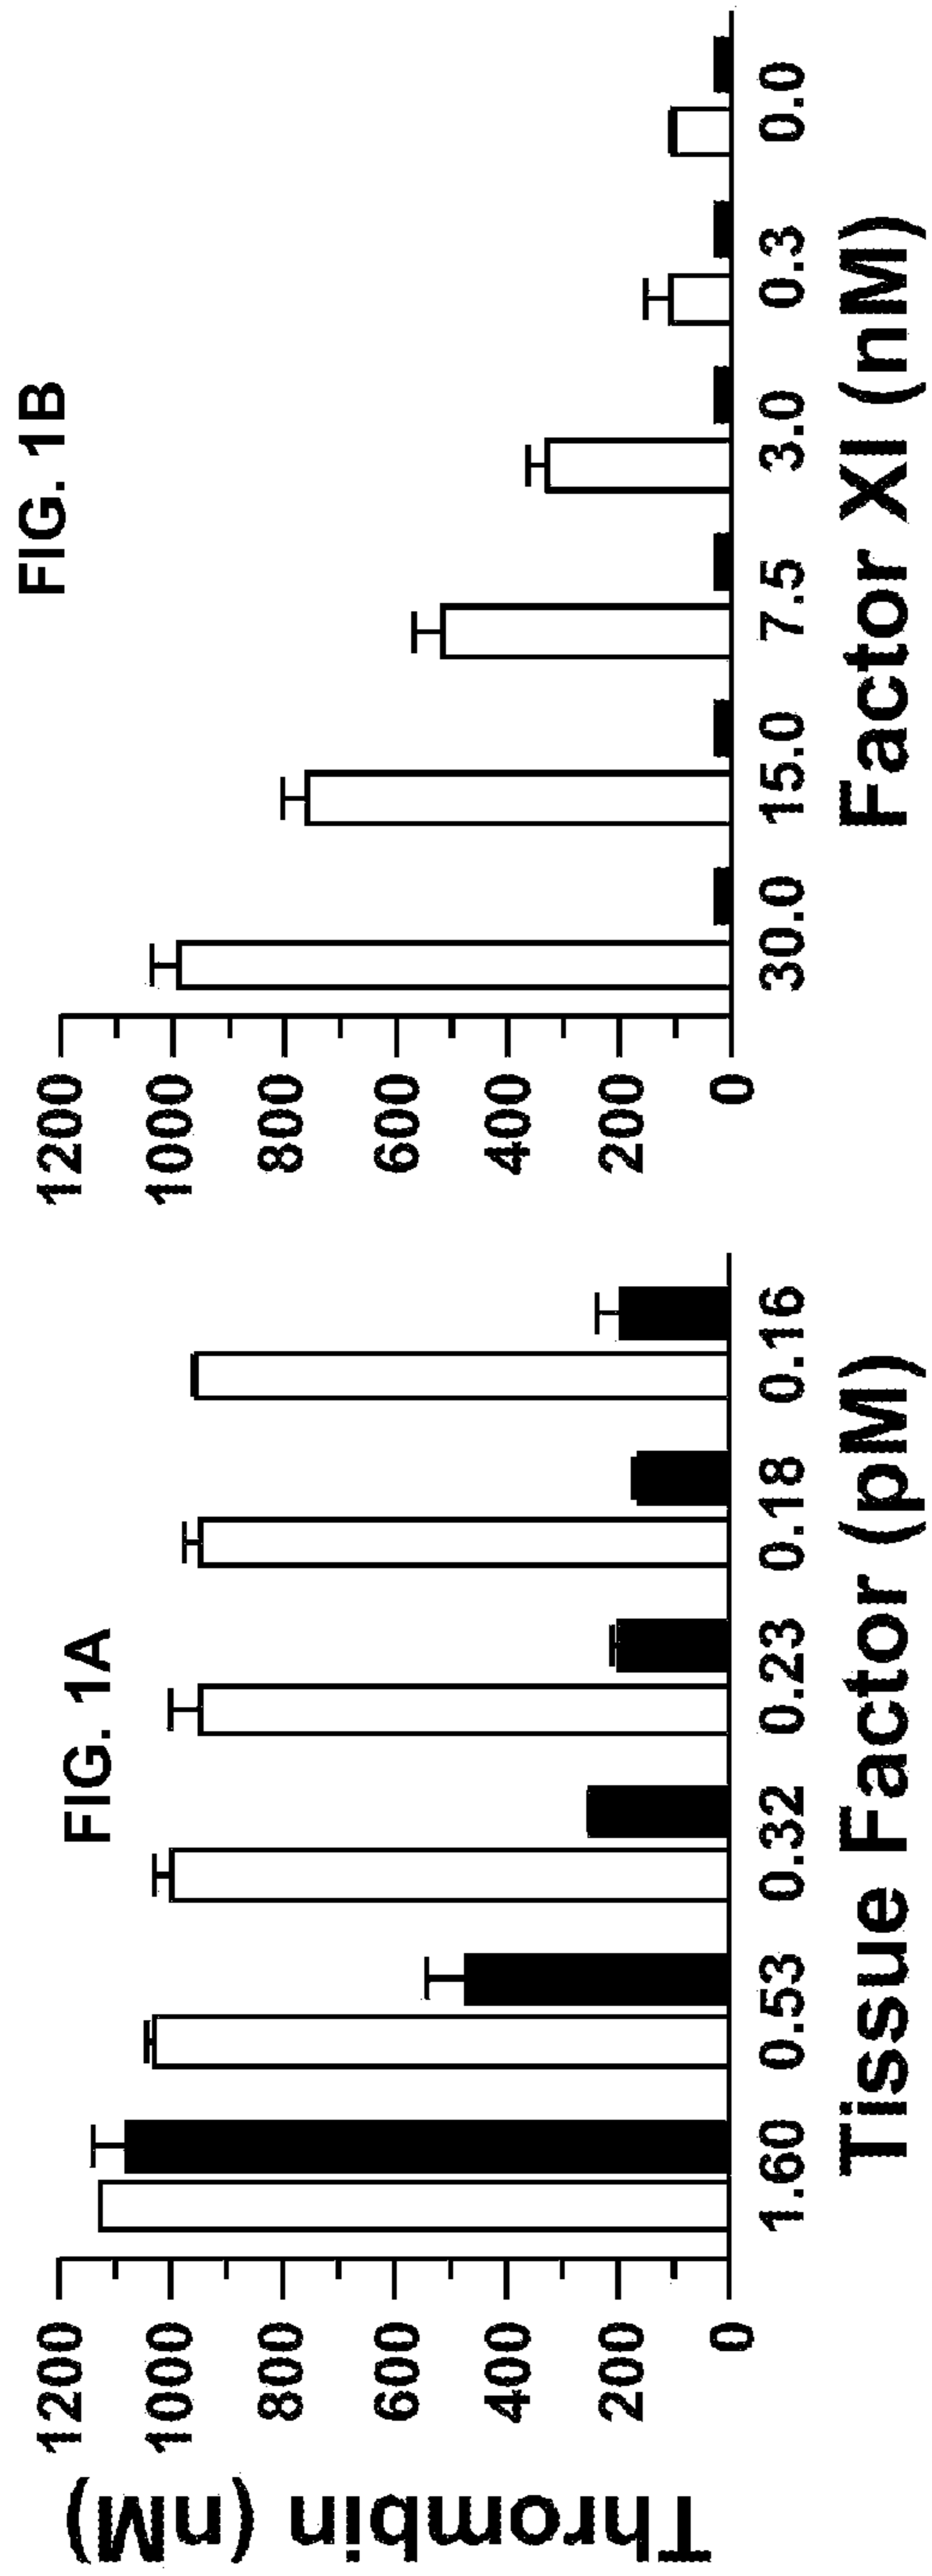 FIG. 1A
Thrombin (nM)
1200
1000
800
600
400
200
0
1.60 0.53 0.32 0.23 0.18 0.16
Tissue Factor (pM)
FIG. 1B
1200
1000
800
600
400
200
0
30.0 15.0 7.5 3.0 0.3 0.0
Factor XI (nM)